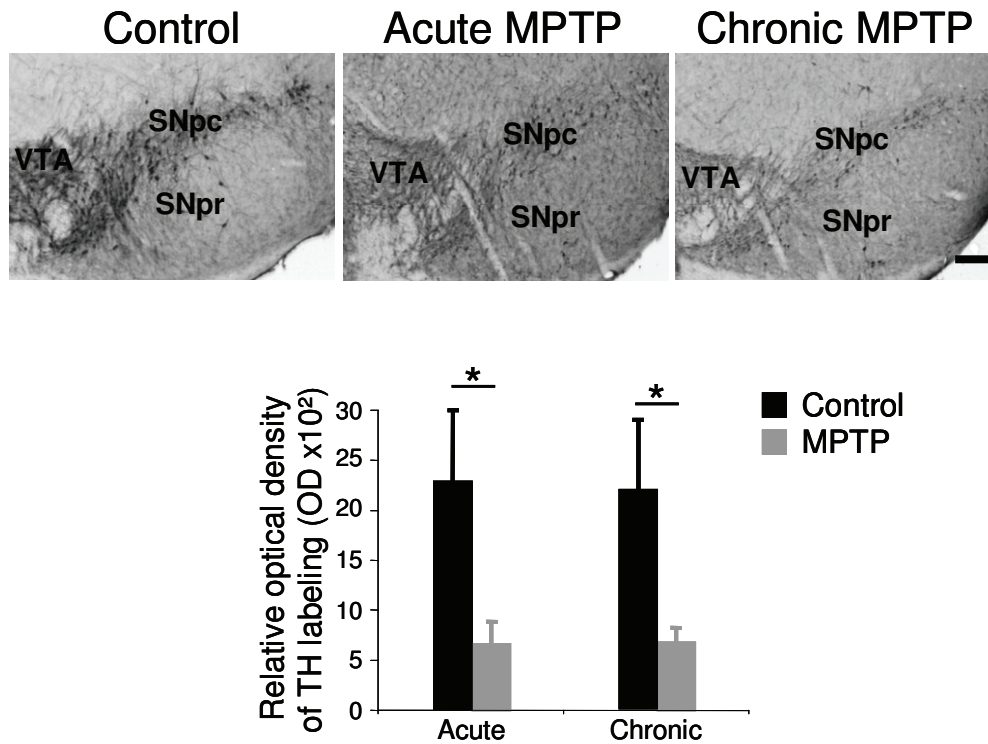 Control
Acute MPTP
Chronic MPTP
SNpc
VTA
SNpr
SNpc
VTA
SNpr
SNpc
VTA
SNpr
Relative optical density
of TH labeling (OD x10²)
30
25
20
15
10
5
0
*
*
Acute
Chronic
Control
MPTP